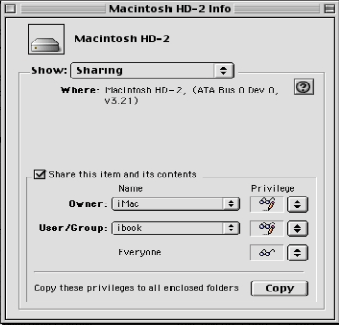 Macintosh HD-2 Info
Macintosh HD-2
Show: Sharing
Where: Macintosh HD-2, (ATA Bus 0 Dev 0,
v3.21)
?
Share this item and its contents
Name Privilege
Owner: iMac
User/Group: ibook
Everyone
Copy these privileges to all enclosed folders Copy